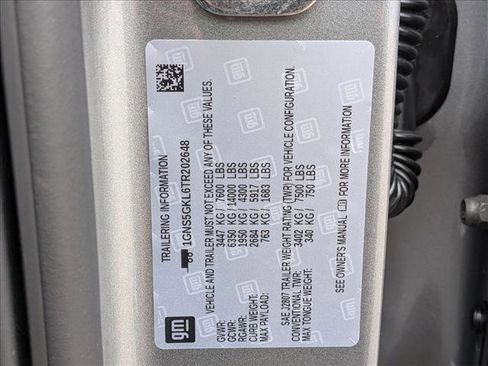 TRAILERING INFORMATION
1GNS5GKL6TR202648
VEHICLE AND TRAILER MUST NOT EXCEED ANY OF THESE VALUES.
GVWR: 3447 KG / 7600 LBS
GCWR: 6350 KG / 14000 LBS
RGAWR: 1950 KG / 4300 LBS
CURB WEIGHT: 2684 KG / 5917 LBS
MAX PAYLOAD: 763 KG / 1683 LBS
SAE J2807 TRAILER WEIGHT RATING (TWR) FOR VEHICLE CONFIGURATION.
CONVENTIONAL TWR: 3402 KG / 7500 LBS
MAX TONGUE WEIGHT: 340 KG / 750 LBS
SEE OWNER'S MANUAL FOR MORE INFORMATION
gm